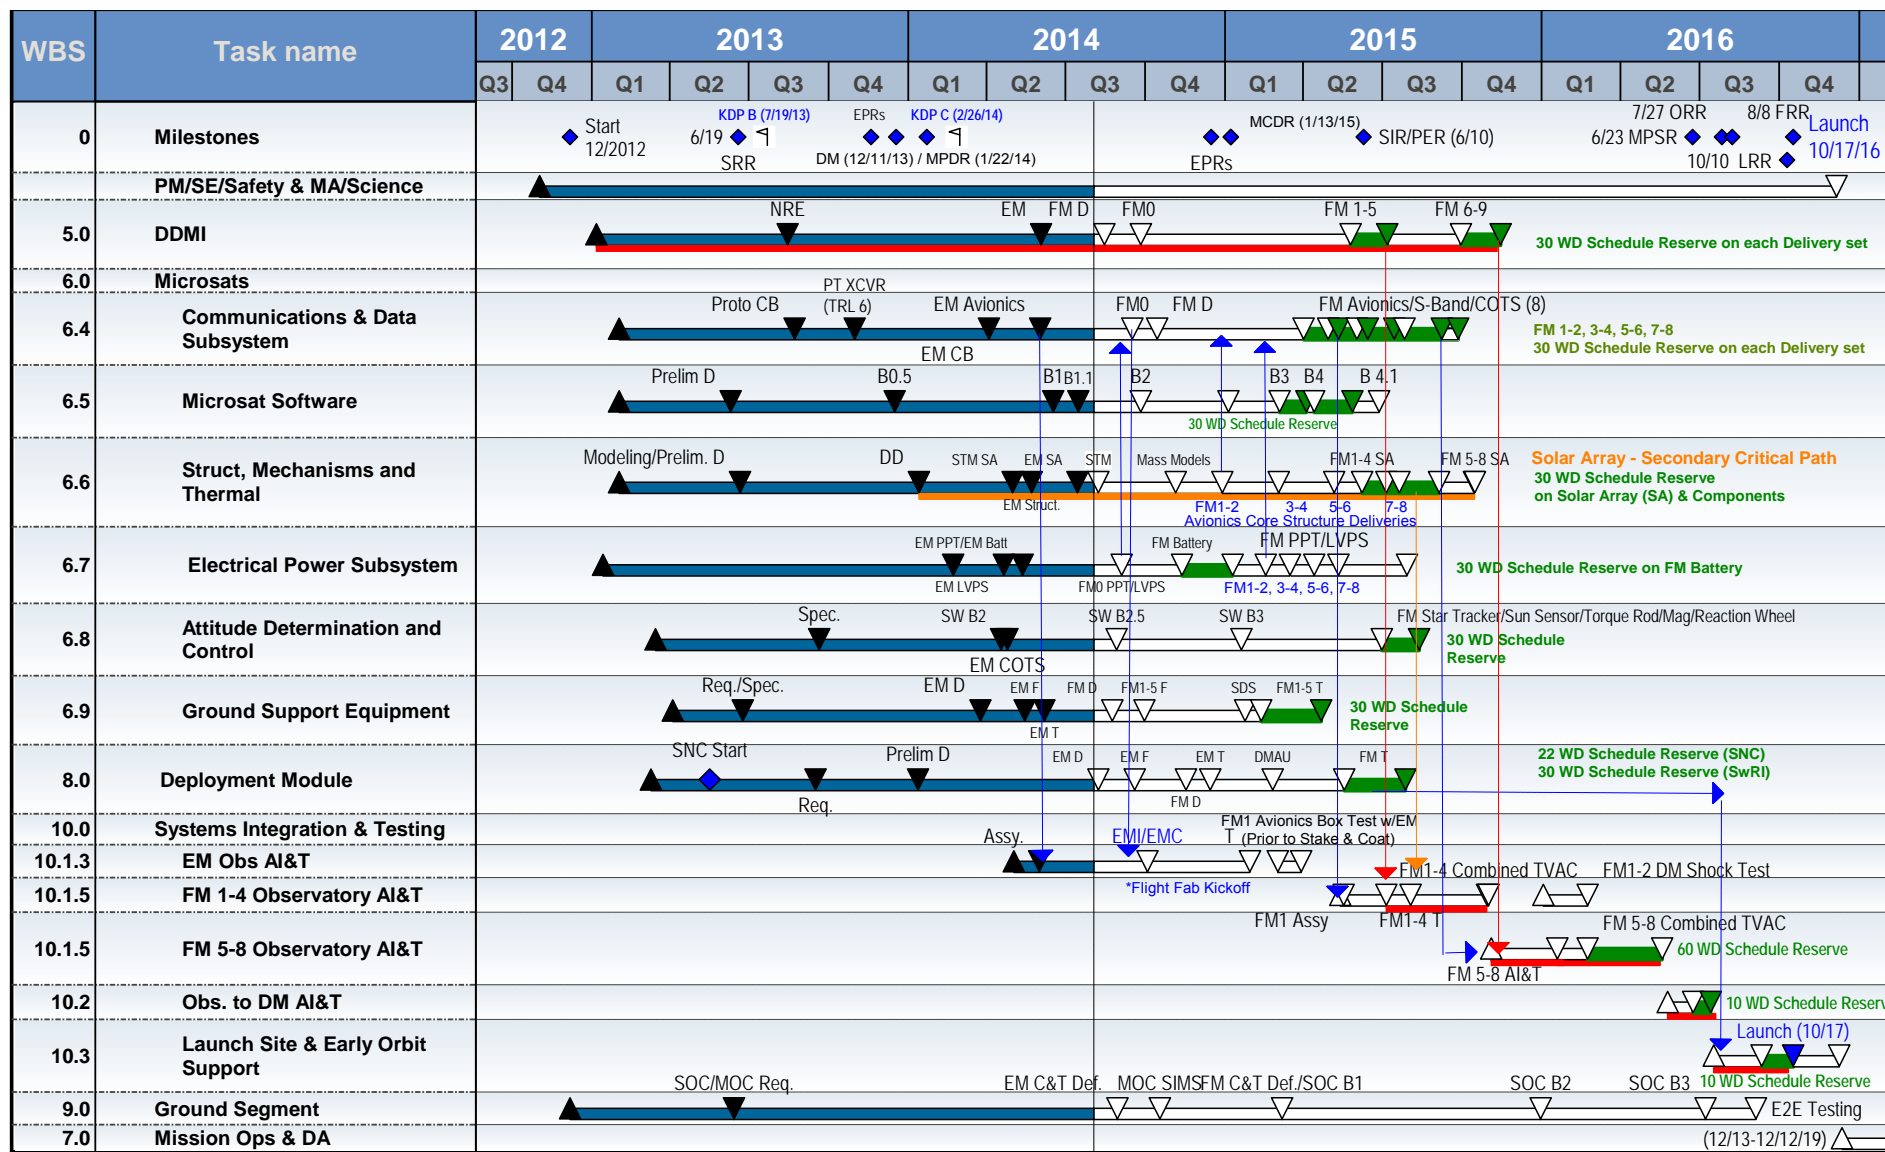 WBS Task name 2012 2013 2014 2015 2016
Q3 Q4 Q1 Q2 Q3 Q4 Q1 Q2 Q3 Q4 Q1 Q2 Q3 Q4 Q1 Q2 Q3 Q4
0 Milestones
Start
12/2012
6/19
KDP B (7/19/13)
SRR
EPRs
KDP C (2/26/14)
DM (12/11/13) / MPDR (1/22/14)
MCDR (1/13/15)
EPRs
SIR/PER (6/10)
7/27 ORR
8/8 FRR
6/23 MPSR
10/10 LRR
Launch
10/17/16
PM/SE/Safety & MA/Science
5.0 DDMI
NRE EM FM D FM0 FM 1-5 FM 6-9
30 WD Schedule Reserve on each Delivery set
6.0 Microsats
6.4 Communications & Data
Subsystem
Proto CB
PT XCVR
(TRL 6)
EM Avionics
EM CB
FM0 FM D FM Avionics/S-Band/COTS (8)
FM 1-2, 3-4, 5-6, 7-8
30 WD Schedule Reserve on each Delivery set
6.5 Microsat Software
Prelim D B0.5 B1 B1.1 B2 B3 B4 B 4.1
30 WD Schedule Reserve
6.6 Struct, Mechanisms and
Thermal
Modeling/Prelim. D DD STM SA EM SA STM Mass Models FM1-4 SA FM 5-8 SA
EM Struct.
FM1-2 3-4 5-6 7-8
Avionics Core Structure Deliveries
Solar Array - Secondary Critical Path
30 WD Schedule Reserve
on Solar Array (SA) & Components
6.7 Electrical Power Subsystem
EM PPT/EM Batt FM Battery FM PPT/LVPS
EM LVPS FM0 PPT/LVPS FM1-2, 3-4, 5-6, 7-8
30 WD Schedule Reserve on FM Battery
6.8 Attitude Determination and
Control
Spec. SW B2 SW B2.5 SW B3 FM Star Tracker/Sun Sensor/Torque Rod/Mag/Reaction Wheel
EM COTS
30 WD Schedule
Reserve
6.9 Ground Support Equipment
Req./Spec. EM D EM F FM D FM1-5 F SDS FM1-5 T
EM T
30 WD Schedule
Reserve
8.0 Deployment Module
SNC Start Prelim D EM D EM F EM T DMAU FM T
Req. FM D
22 WD Schedule Reserve (SNC)
30 WD Schedule Reserve (SwRI)
10.0 Systems Integration & Testing
Assy. EMI/EMC T
FM1 Avionics Box Test w/EM
(Prior to Stake & Coat)
10.1.3 EM Obs AI&T
*Flight Fab Kickoff
FM1-4 Combined TVAC FM1-2 DM Shock Test
10.1.5 FM 1-4 Observatory AI&T
FM1 Assy FM1-4 T
10.1.5 FM 5-8 Observatory AI&T
FM 5-8 Combined TVAC
60 WD Schedule Reserve
FM 5-8 AI&T
10.2 Obs. to DM AI&T
10 WD Schedule Reserv
10.3 Launch Site & Early Orbit
Support
Launch (10/17)
10 WD Schedule Reserve
9.0 Ground Segment
SOC/MOC Req. EM C&T Def. MOC SIMS FM C&T Def./SOC B1 SOC B2 SOC B3
E2E Testing
7.0 Mission Ops & DA
(12/13-12/12/19)